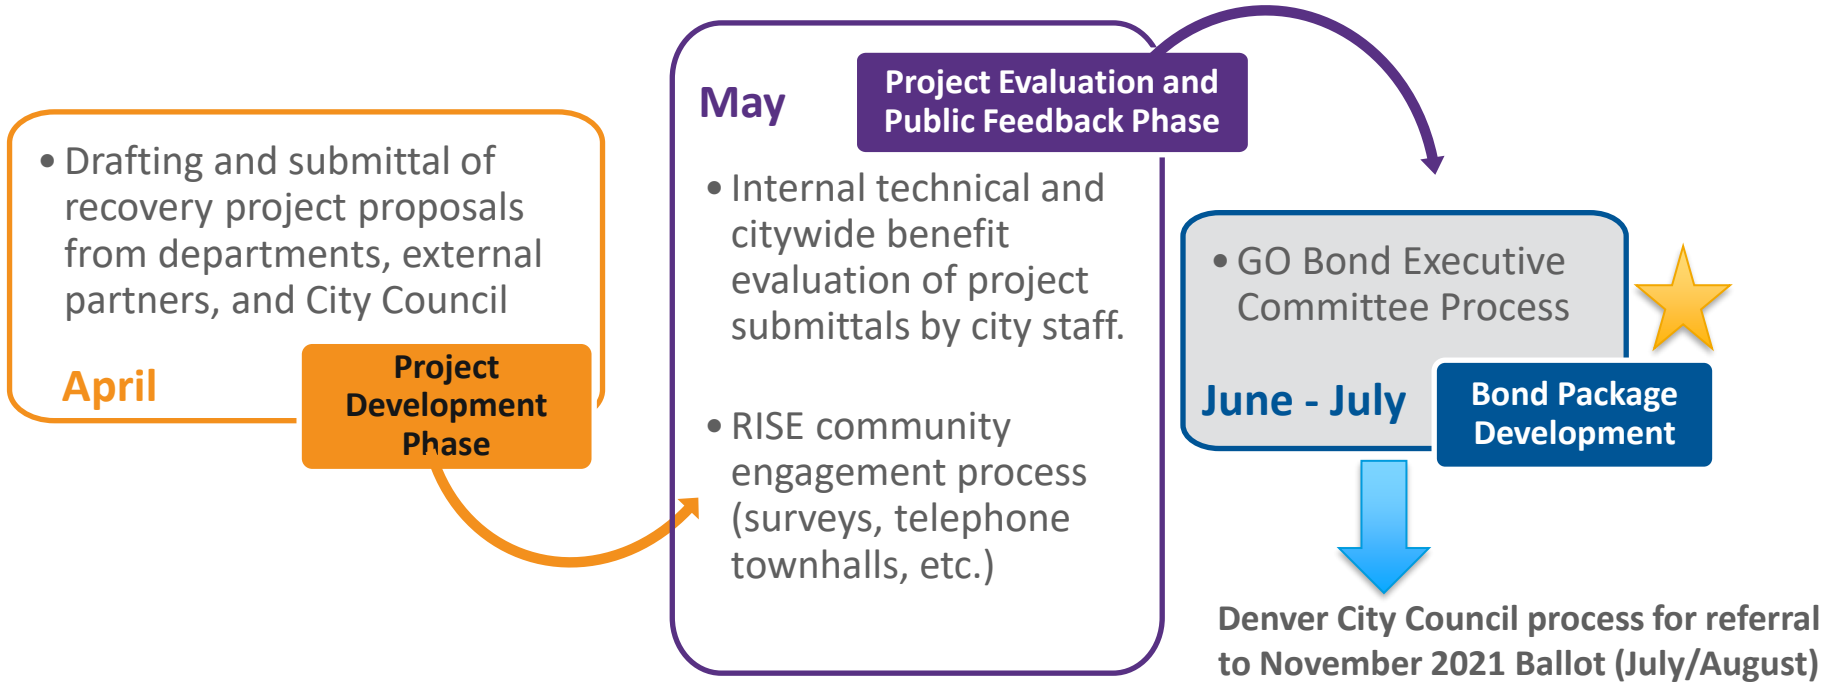 • Drafting and submittal of
recovery project proposals
from departments, external
partners, and City Council
April
Project
Development
Phase
May
Project Evaluation and
Public Feedback Phase
• Internal technical and
citywide benefit
evaluation of project
submittals by city staff.
• RISE community
engagement process
(surveys, telephone
townhalls, etc.)
• GO Bond Executive
Committee Process
June - July
Bond Package
Development
Denver City Council process for referral
to November 2021 Ballot (July/August)